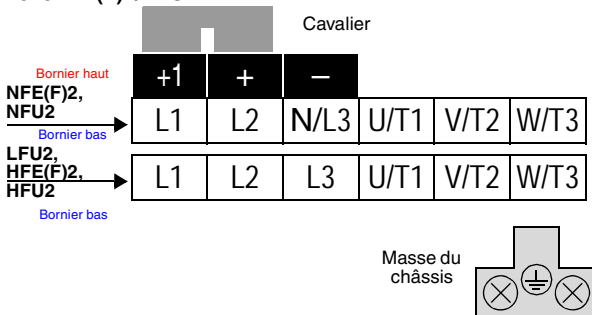 Cavalier
Bornier haut
+1 + –
NFE(F)2,
NFU2
L1 L2 N/L3 U/T1 V/T2 W/T3
Bornier bas
LFU2,
HFE(F)2,
HFU2
L1 L2 L3 U/T1 V/T2 W/T3
Bornier bas
Masse du
châssis